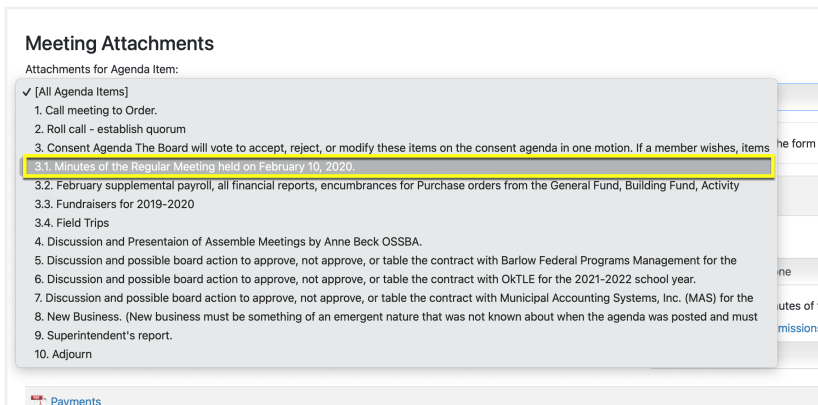 Meeting Attachments
Attachments for Agenda Item:
✓ [All Agenda Items]
1. Call meeting to Order.
2. Roll call - establish quorum
3. Consent Agenda The Board will vote to accept, reject, or modify these items on the consent agenda in one motion. If a member wishes, items
he form
3.1. Minutes of the Regular Meeting held on February 10, 2020.
3.2. February supplemental payroll, all financial reports, encumbrances for Purchase orders from the General Fund, Building Fund, Activity
3.3. Fundraisers for 2019-2020
3.4. Field Trips
4. Discussion and Presentaion of Assemble Meetings by Anne Beck OSSBA.
5. Discussion and possible board action to approve, not approve, or table the contract with Barlow Federal Programs Management for the
6. Discussion and possible board action to approve, not approve, or table the contract with OkTLE for the 2021-2022 school year.
one
7. Discussion and possible board action to approve, not approve, or table the contract with Municipal Accounting Systems, Inc. (MAS) for the
utes of
8. New Business. (New business must be something of an emergent nature that was not known about when the agenda was posted and must
missions
9. Superintendent's report.
10. Adjourn
Payments